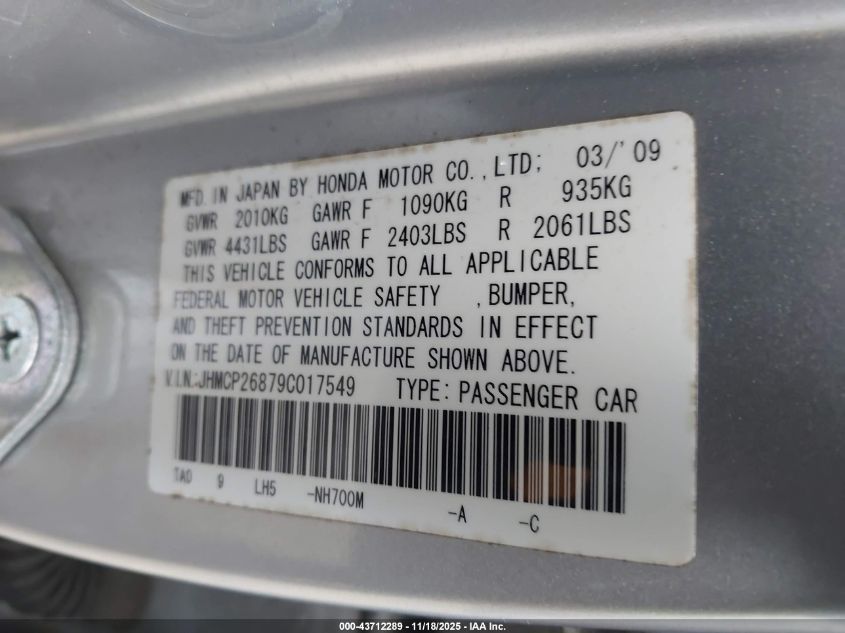 MFD. IN JAPAN BY HONDA MOTOR CO.,LTD; 03/'09
GVWR 2010KG GAWR F 1090KG R 935KG
GVWR 4431LBS GAWR F 2403LBS R 2061LBS
THIS VEHICLE CONFORMS TO ALL APPLICABLE
FEDERAL MOTOR VEHICLE SAFETY ,BUMPER,
AND THEFT PREVENTION STANDARDS IN EFFECT
ON THE DATE OF MANUFACTURE SHOWN ABOVE.
V.I.N.:JHMCP26879C017549 TYPE: PASSENGER CAR
TA0 9 LH5 -NH700M -A -C
000-43712289 - 11/18/2025 - IAA Inc.